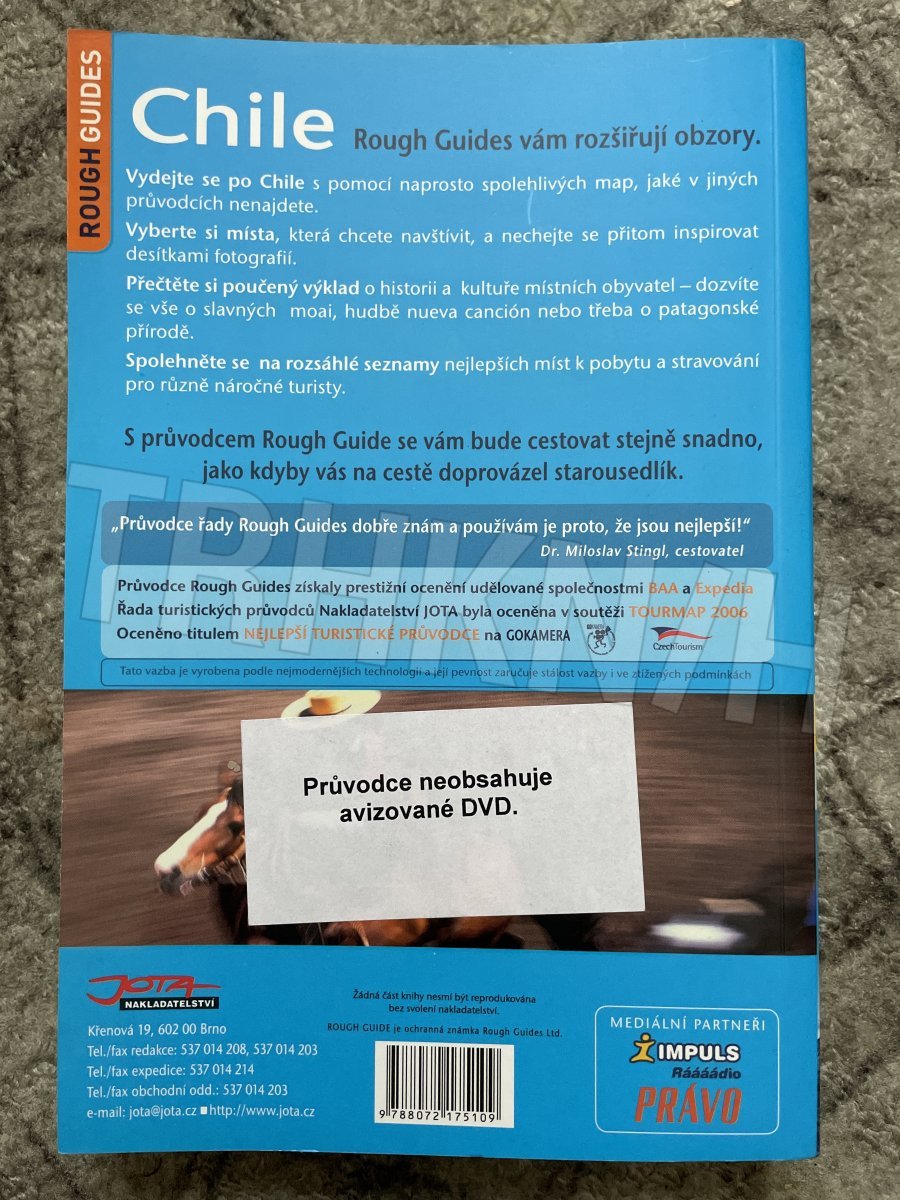 ROUGH GUIDES
Chile Rough Guides vám rozšiřují obzory.
Vydejte se po Chile s pomocí naprosto spolehlivých map, jaké v jiných
průvodcích nenajdete.
Vyberte si místa, která chcete navštívit, a nechejte se přitom inspirovat
desítkami fotografií.
Přečtěte si poučený výklad o historii a kultuře místních obyvatel – dozvíte
se vše o slavných moai, hudbě nueva canción nebo třeba o patagonské
přírodě.
Spolehněte se na rozsáhlé seznamy nejlepších míst k pobytu a stravování
pro různě náročné turisty.
S průvodcem Rough Guide se vám bude cestovat stejně snadno,
jako kdyby vás na cestě doprovázel starousedlík.
„Průvodce řady Rough Guides dobře znám a používám je proto, že jsou nejlepší!“
Dr. Miloslav Stingl, cestovatel
Průvodce Rough Guides získaly prestižní ocenění udělované společnostmi BAA a Expedia
Řada turistických průvodců Nakladatelství JOTA byla oceněna v soutěži TOURMAP 2006
Oceněno titulem NEJLEPŠÍ TURISTICKÉ PRŮVODCE na GOKAMERA
CzechTourism
Tato vazba je vyrobena podle nejmodernějších technologií a její pevnost zaručuje stálost vazby i ve ztížených podmínkách
TRHKNIH
Průvodce neobsahuje
avizované DVD.
JOTA
NAKLADATELSTVÍ
Křenová 19, 602 00 Brno
Tel./fax redakce: 537 014 208, 537 014 203
Tel./fax expedice: 537 014 214
Tel./fax obchodní odd.: 537 014 203
e-mail: jota@jota.cz ■ http://www.jota.cz
Žádná část knihy nesmí být reprodukována
bez svolení nakladatelství.
ROUGH GUIDE je ochranná známka Rough Guides Ltd.
9 788072 175109
MEDIÁLNÍ PARTNEŘI
IMPULS
Ráááádio
PRÁVO